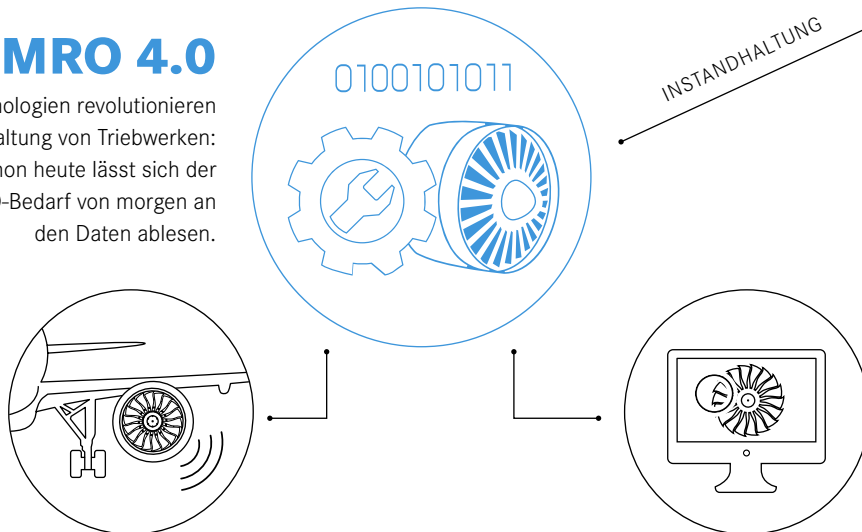 MRO 4.0
0100101011
INSTANDHALTUNG
nologien revolutionieren
altung von Triebwerken:
on heute lässt sich der
-Bedarf von morgen an
den Daten ablesen.